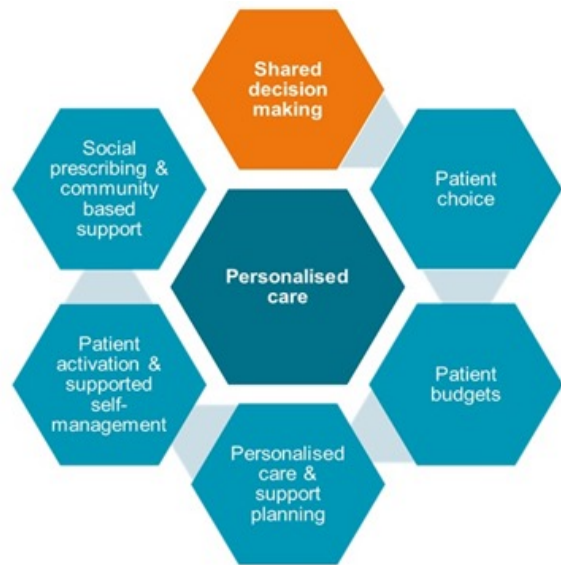 Shared
decision
making
Patient
choice
Patient
budgets
Personalised
care &
support
planning
Patient
activation &
supported
self-
management
Social
prescribing &
community
based
support
Personalised
care